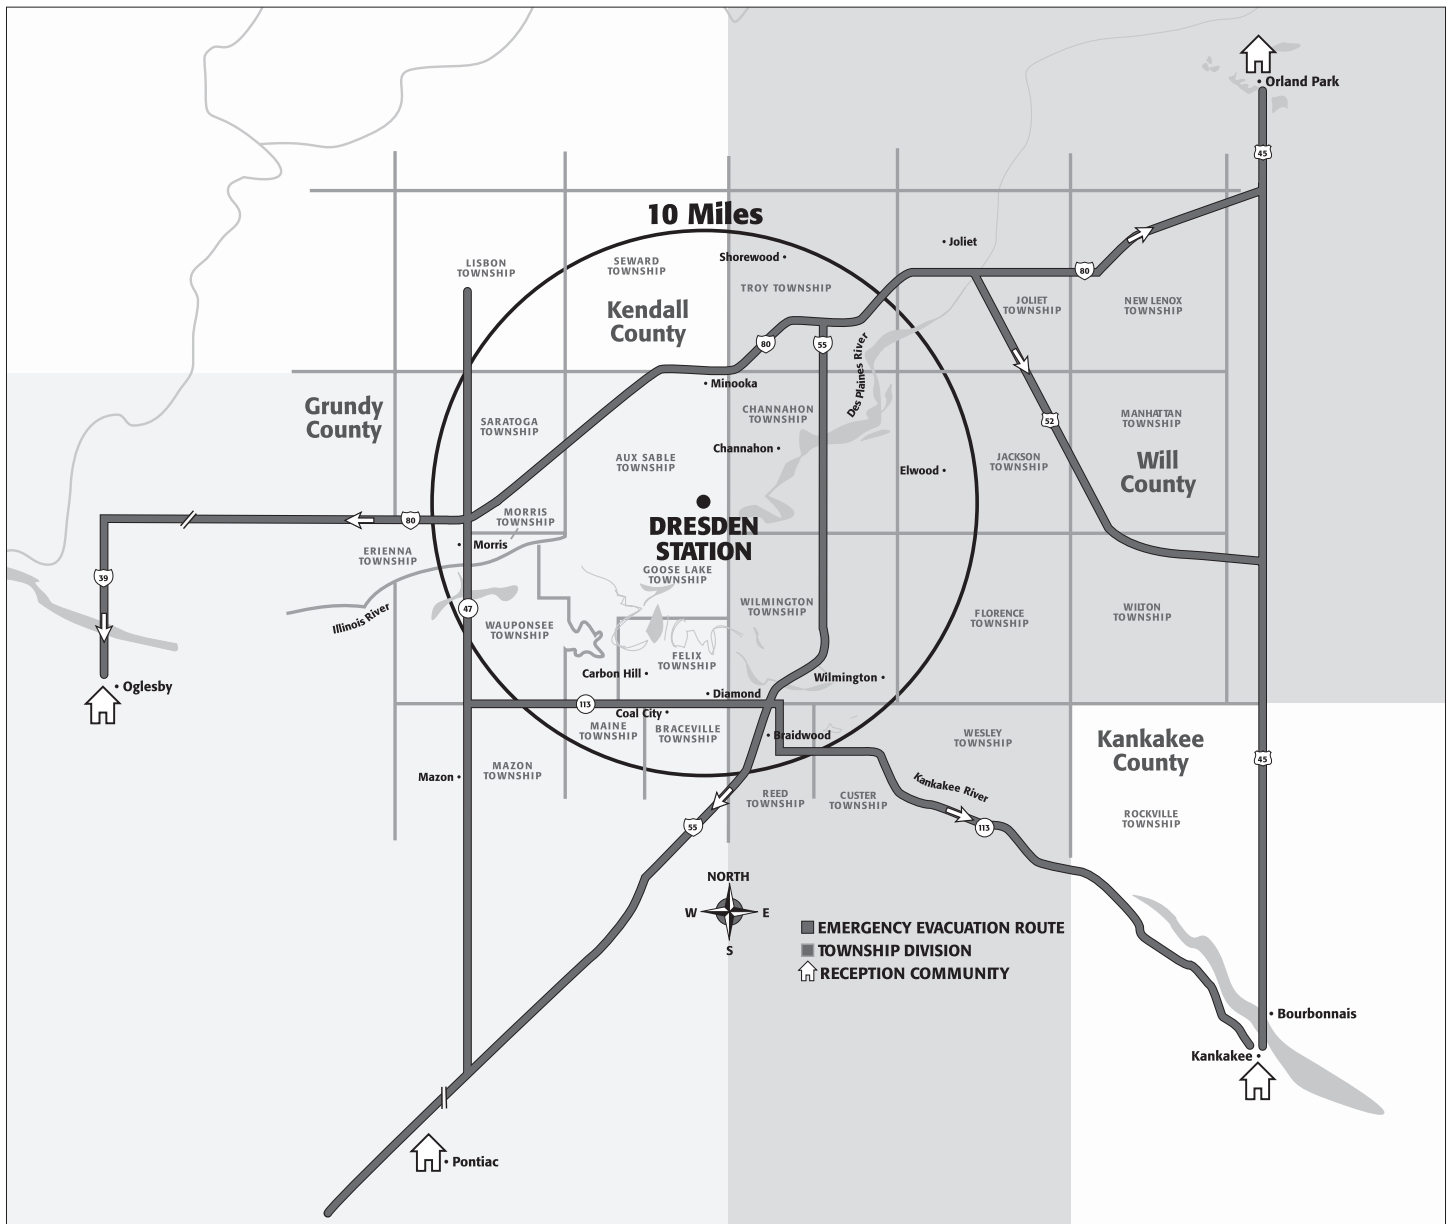 Orland Park
45
10 Miles
Joliet
Shorewood
LISBON
TOWNSHIP
SEWARD
TOWNSHIP
TROY TOWNSHIP
80
Kendall
County
JOLIET
TOWNSHIP
NEW LENOX
TOWNSHIP
80
55
Des Plaines River
Minooka
Grundy
County
SARATOGA
TOWNSHIP
CHANNAHON
TOWNSHIP
52
MANHATTAN
TOWNSHIP
Channahon
AUX SABLE
TOWNSHIP
Elwood
JACKSON
TOWNSHIP
Will
County
DRESDEN
STATION
MORRIS
TOWNSHIP
80
Morris
ERIENNA
TOWNSHIP
39
GOOSE LAKE
TOWNSHIP
47
Illinois River
WILMINGTON
TOWNSHIP
FLORENCE
TOWNSHIP
WILTON
TOWNSHIP
WAUPONSEE
TOWNSHIP
FELIX
TOWNSHIP
Carbon Hill
Wilmington
Oglesby
Diamond
113
Coal City
MAINE
TOWNSHIP
BRACEVILLE
TOWNSHIP
Braidwood
WESLEY
TOWNSHIP
Kankakee
County
45
Mazon
MAZON
TOWNSHIP
REED
TOWNSHIP
CUSTER
TOWNSHIP
Kankakee River
ROCKVILLE
TOWNSHIP
55
113
NORTH
W
E
S
EMERGENCY EVACUATION ROUTE
TOWNSHIP DIVISION
RECEPTION COMMUNITY
Bourbonnais
Kankakee
Pontiac